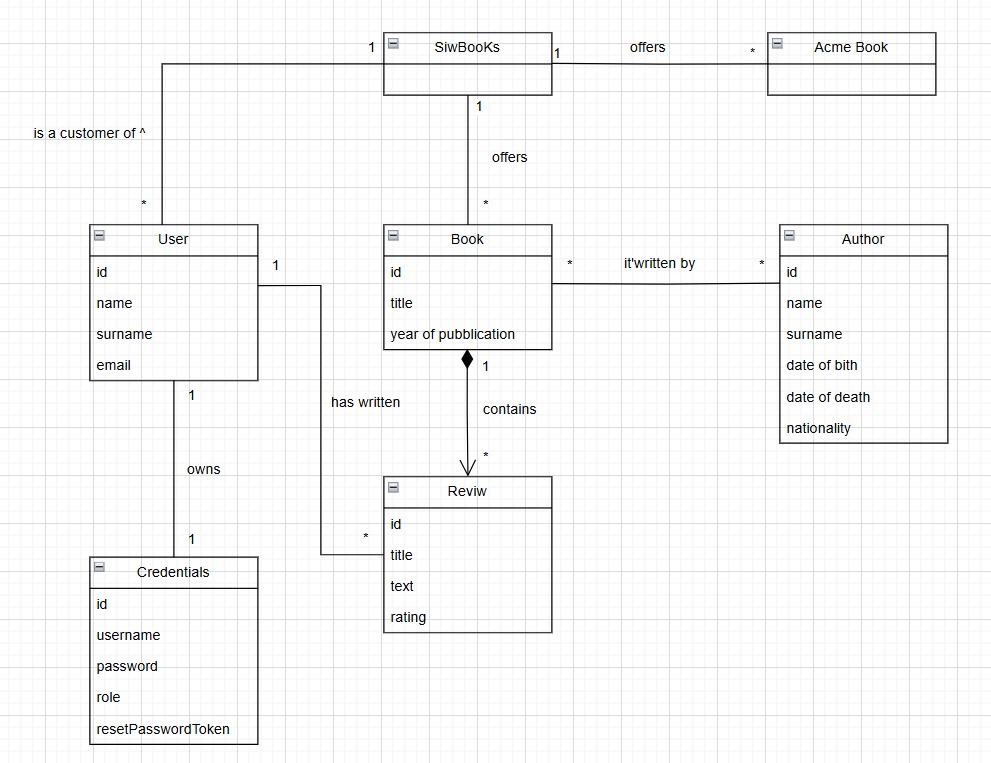 SiwBooKs
1
1
offers
*
Acme Book
1
is a customer of ^
offers
*
*
User
id
name
surname
email
1
Book
id
title
year of pubblication
*
it'written by
*
Author
id
name
surname
date of bith
date of death
nationality
1
has written
1
contains
*
owns
1
*
Reviw
id
title
text
rating
Credentials
id
username
password
role
resetPasswordToken